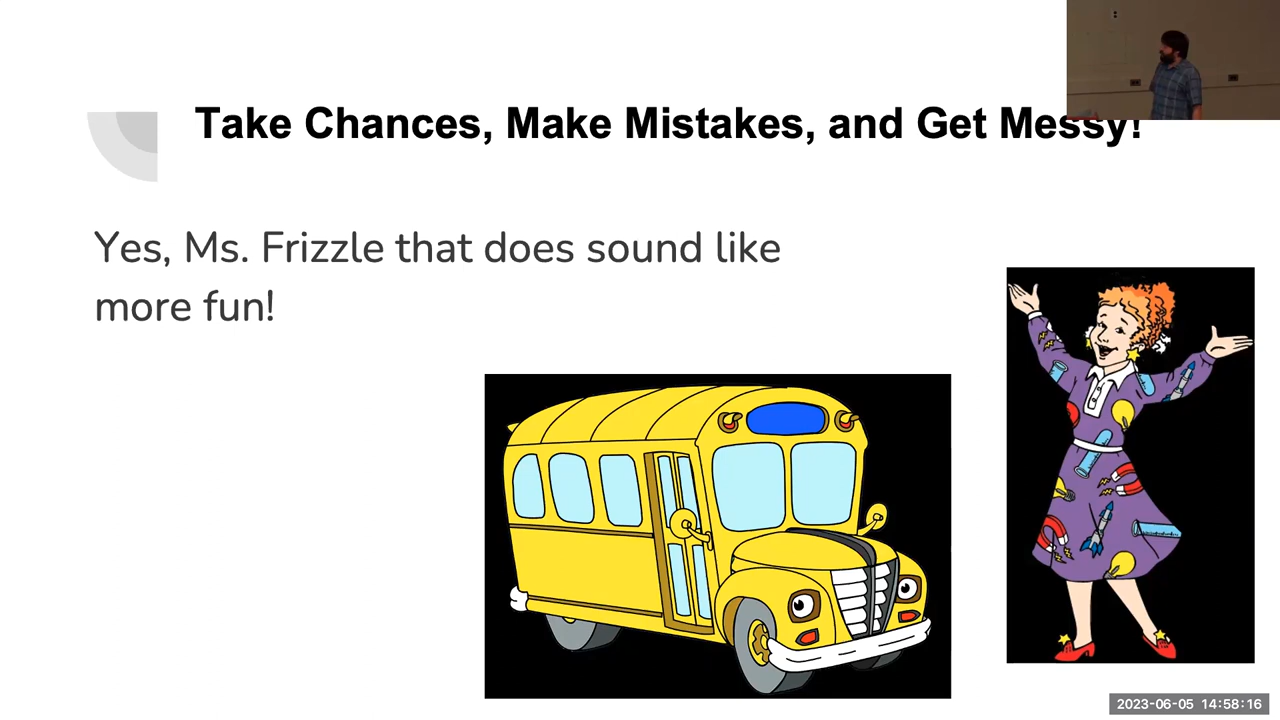 Take Chances, Make Mistakes, and Get Messy!
Yes, Ms. Frizzle that does sound like
more fun!
2023-06-05 14:58:16